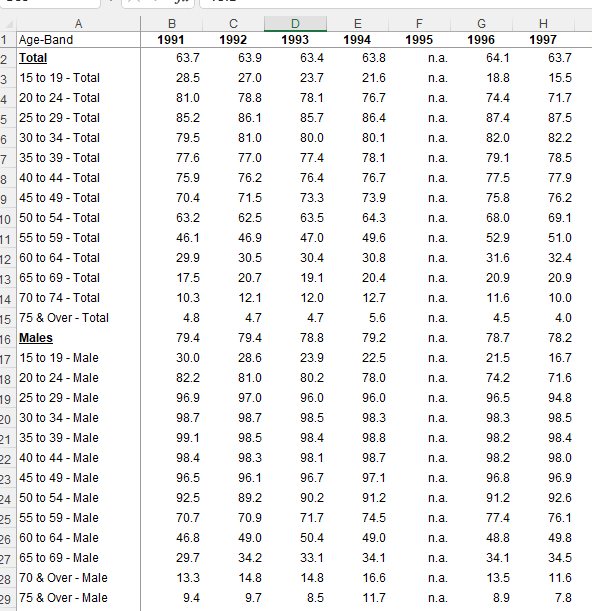 A B C D E F G H
1 Age-Band 1991 1992 1993 1994 1995 1996 1997
2 Total 63.7 63.9 63.4 63.8 n.a. 64.1 63.7
3 15 to 19 - Total 28.5 27.0 23.7 21.6 n.a. 18.8 15.5
4 20 to 24 - Total 81.0 78.8 78.1 76.7 n.a. 74.4 71.7
5 25 to 29 - Total 85.2 86.1 85.7 86.4 n.a. 87.4 87.5
6 30 to 34 - Total 79.5 81.0 80.0 80.1 n.a. 82.0 82.2
7 35 to 39 - Total 77.6 77.0 77.4 78.1 n.a. 79.1 78.5
8 40 to 44 - Total 75.9 76.2 76.4 76.7 n.a. 77.5 77.9
9 45 to 49 - Total 70.4 71.5 73.3 73.9 n.a. 75.8 76.2
10 50 to 54 - Total 63.2 62.5 63.5 64.3 n.a. 68.0 69.1
11 55 to 59 - Total 46.1 46.9 47.0 49.6 n.a. 52.9 51.0
12 60 to 64 - Total 29.9 30.5 30.4 30.8 n.a. 31.6 32.4
13 65 to 69 - Total 17.5 20.7 19.1 20.4 n.a. 20.9 20.9
14 70 to 74 - Total 10.3 12.1 12.0 12.7 n.a. 11.6 10.0
15 75 & Over - Total 4.8 4.7 4.7 5.6 n.a. 4.5 4.0
16 Males 79.4 79.4 78.8 79.2 n.a. 78.7 78.2
17 15 to 19 - Male 30.0 28.6 23.9 22.5 n.a. 21.5 16.7
18 20 to 24 - Male 82.2 81.0 80.2 78.0 n.a. 74.2 71.6
19 25 to 29 - Male 96.9 97.0 96.0 96.0 n.a. 96.5 94.8
20 30 to 34 - Male 98.7 98.7 98.5 98.3 n.a. 98.3 98.5
21 35 to 39 - Male 99.1 98.5 98.4 98.8 n.a. 98.2 98.4
22 40 to 44 - Male 98.4 98.3 98.1 98.7 n.a. 98.2 98.0
23 45 to 49 - Male 96.5 96.1 96.7 97.1 n.a. 96.8 96.9
24 50 to 54 - Male 92.5 89.2 90.2 91.2 n.a. 91.2 92.6
25 55 to 59 - Male 70.7 70.9 71.7 74.5 n.a. 77.4 76.1
26 60 to 64 - Male 46.8 49.0 50.4 49.0 n.a. 48.8 49.8
27 65 to 69 - Male 29.7 34.2 33.1 34.1 n.a. 34.1 34.5
28 70 & Over - Male 13.3 14.8 14.8 16.6 n.a. 13.5 11.6
29 75 & Over - Male 9.4 9.7 8.5 11.7 n.a. 8.9 7.8